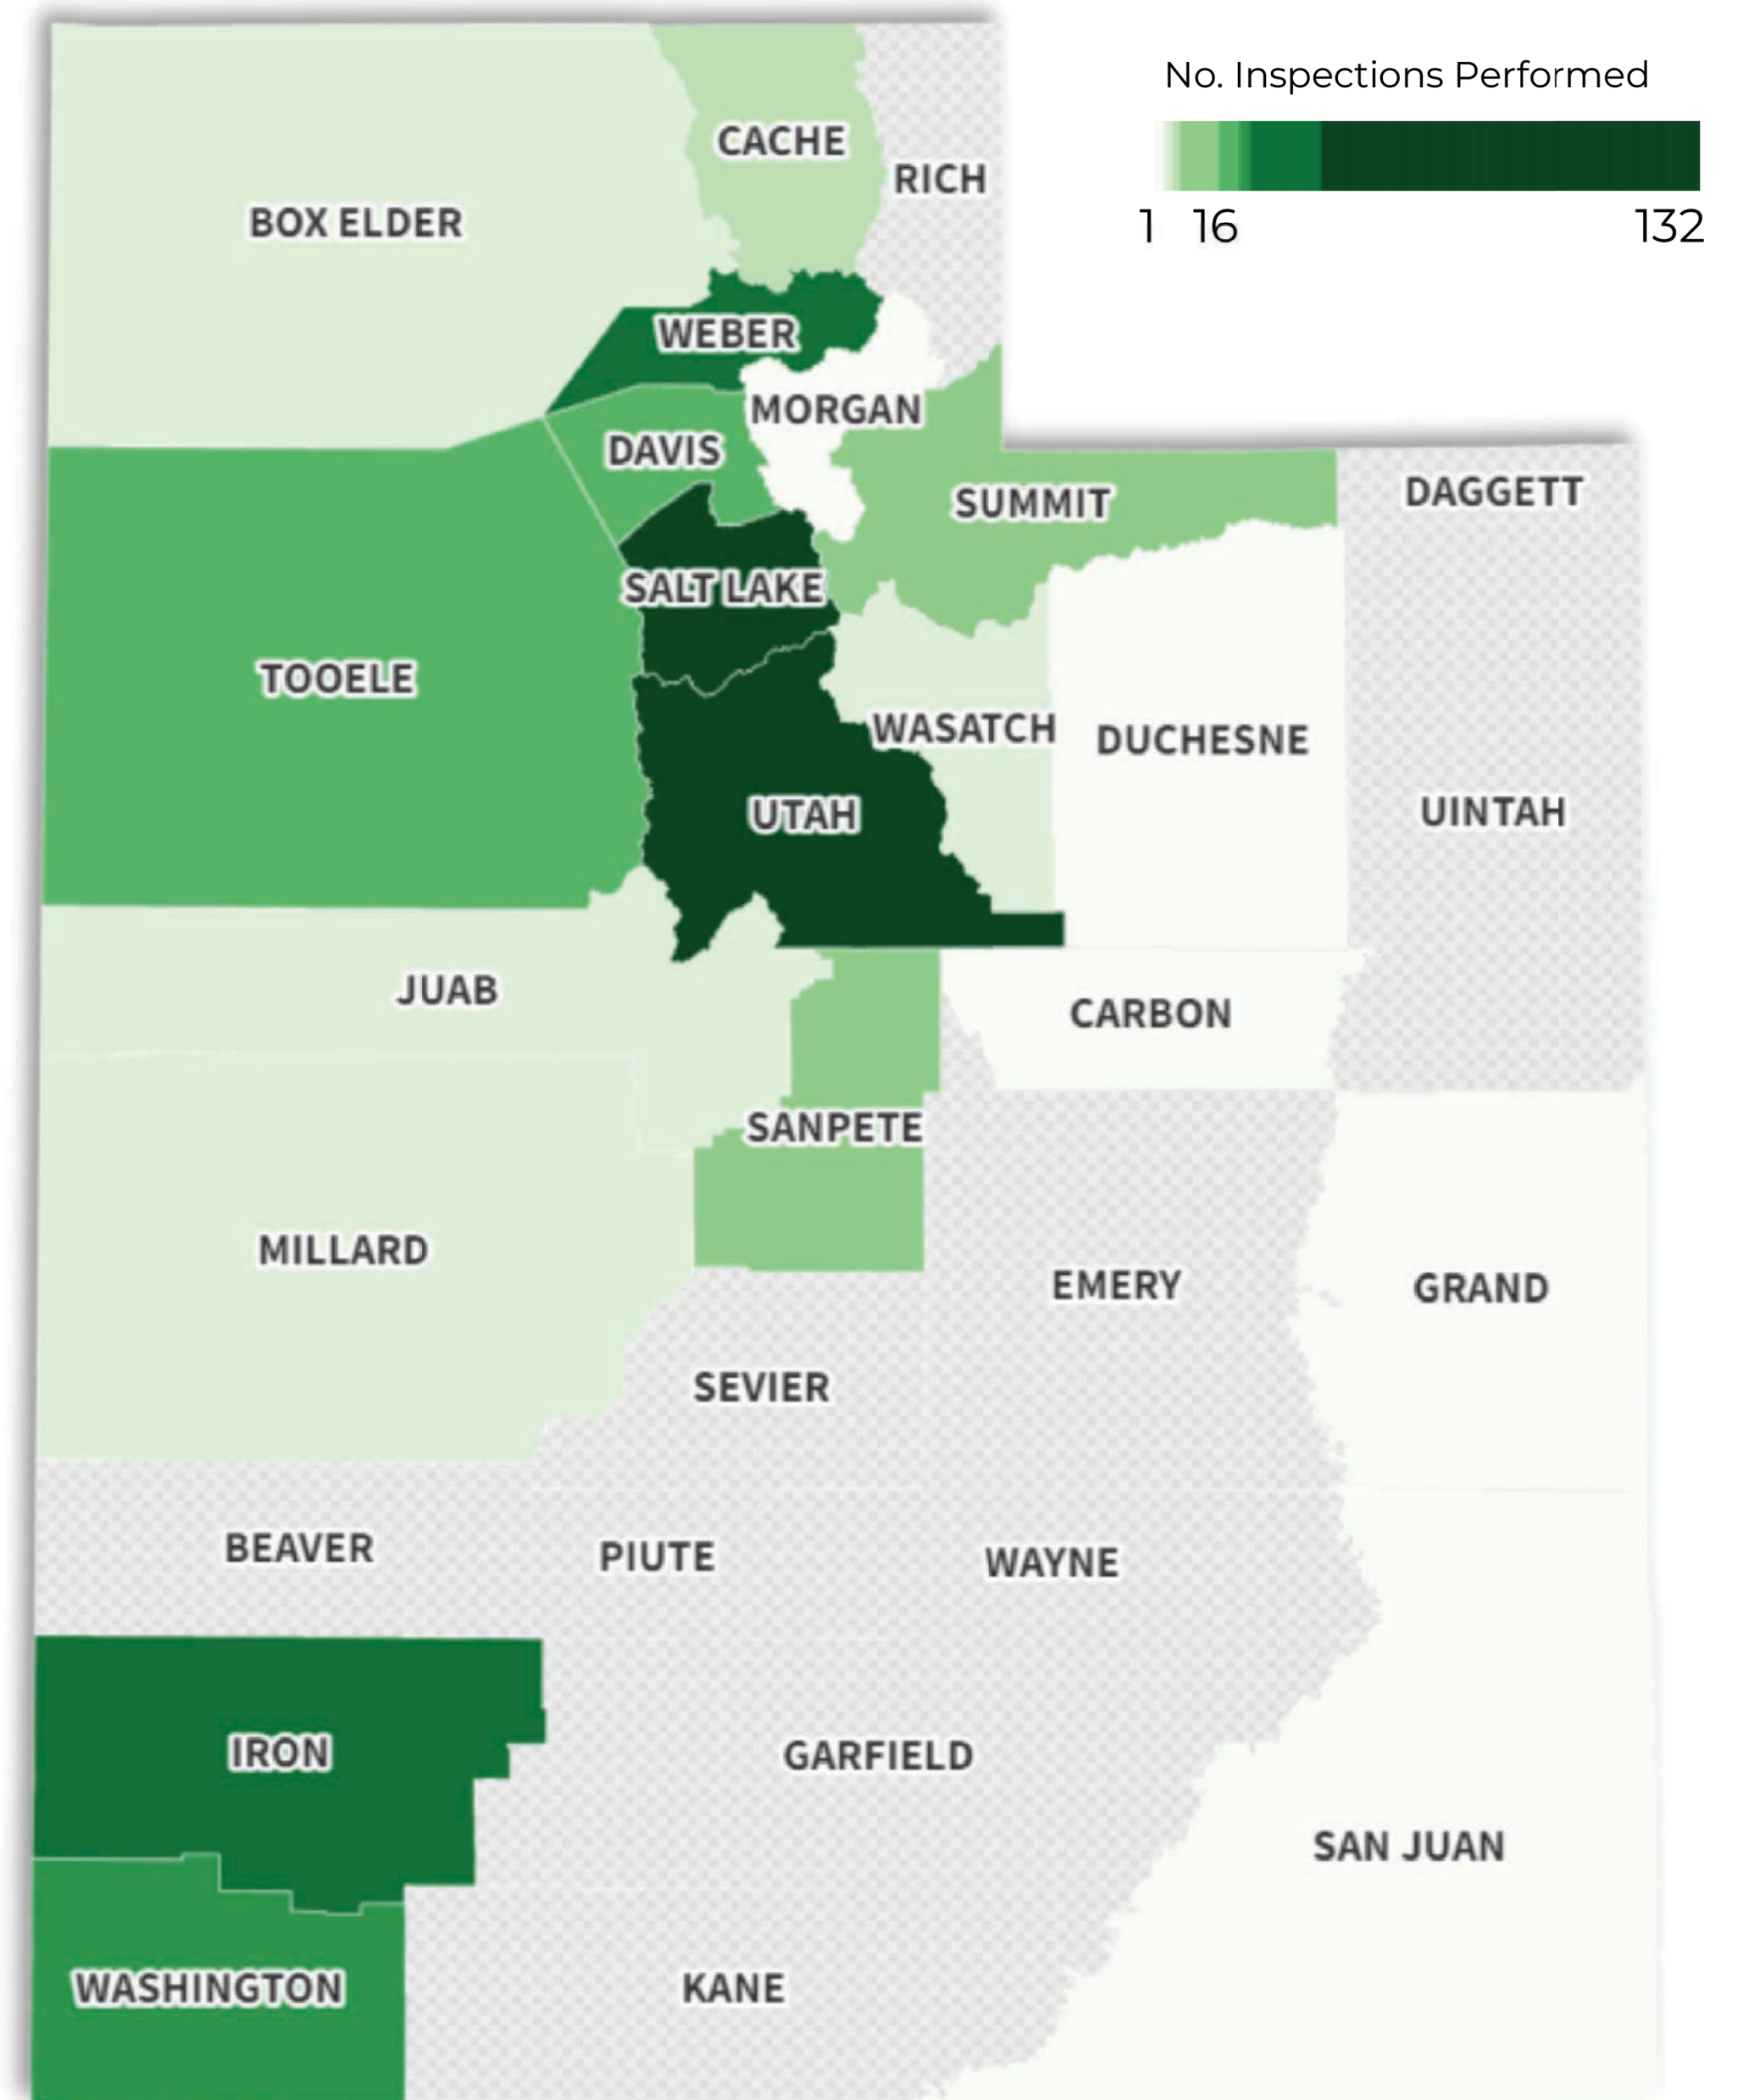 No. Inspections Performed
1 16 132
CACHE
RICH
BOX ELDER
WEBER
MORGAN
DAVIS
SUMMIT
DAGGETT
SALT LAKE
TOOELE
WASATCH
DUCHESNE
UTAH
UINTAH
JUAB
CARBON
SANPETE
MILLARD
EMERY
GRAND
SEVIER
BEAVER
PIUTE
WAYNE
IRON
GARFIELD
SAN JUAN
WASHINGTON
KANE